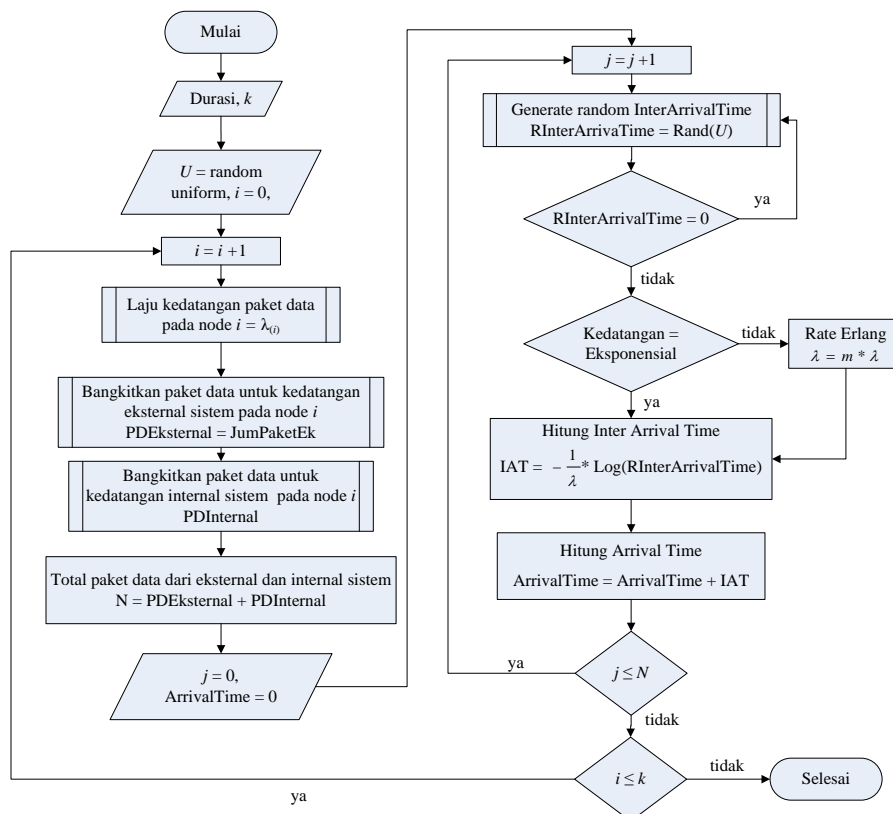 Mulai
Durasi, k
U = random
uniform, i = 0,
i = i +1
Laju kedatangan paket data
pada node i = λ(i)
Bangkitkan paket data untuk kedatangan
eksternal sistem pada node i
PDEksternal = JumPaketEk
Bangkitkan paket data untuk
kedatangan internal sistem pada node i
PDInternal
Total paket data dari eksternal dan internal sistem
N = PDEksternal + PDInternal
j = 0,
ArrivalTime = 0
j = j +1
Generate random InterArrivalTime
RInterArrivaTime = Rand(U)
RInterArrivalTime = 0
ya
tidak
Kedatangan =
Eksponensial
tidak
Rate Erlang
λ = m * λ
ya
Hitung Inter Arrival Time
IAT = − 1/λ * Log(RInterArrivalTime)
Hitung Arrival Time
ArrivalTime = ArrivalTime + IAT
ya
j ≤ N
tidak
i ≤ k
tidak
Selesai
ya